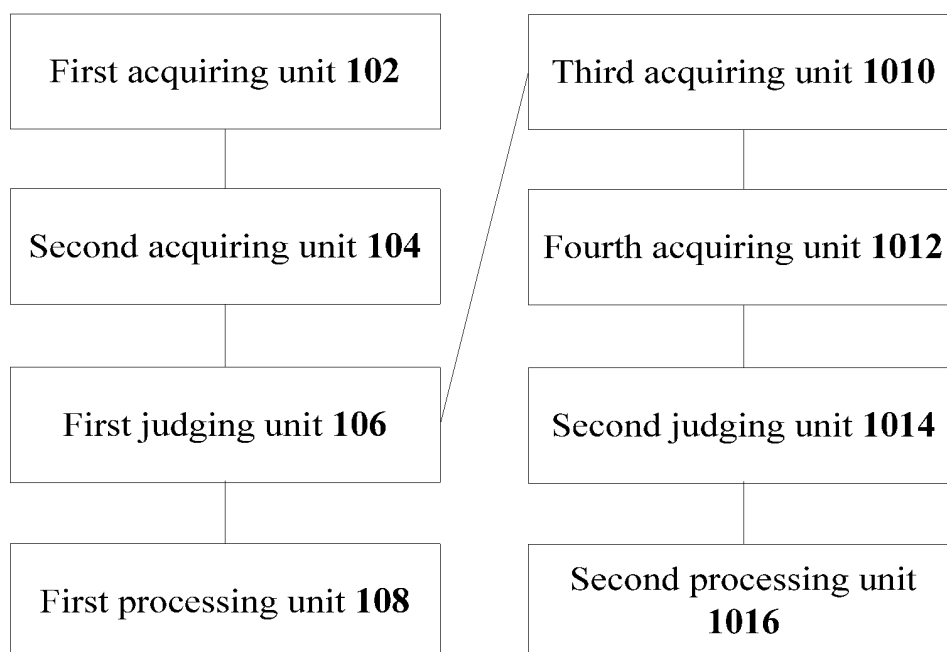 First acquiring unit 102
Second acquiring unit 104
First judging unit 106
First processing unit 108
Third acquiring unit 1010
Fourth acquiring unit 1012
Second judging unit 1014
Second processing unit
1016